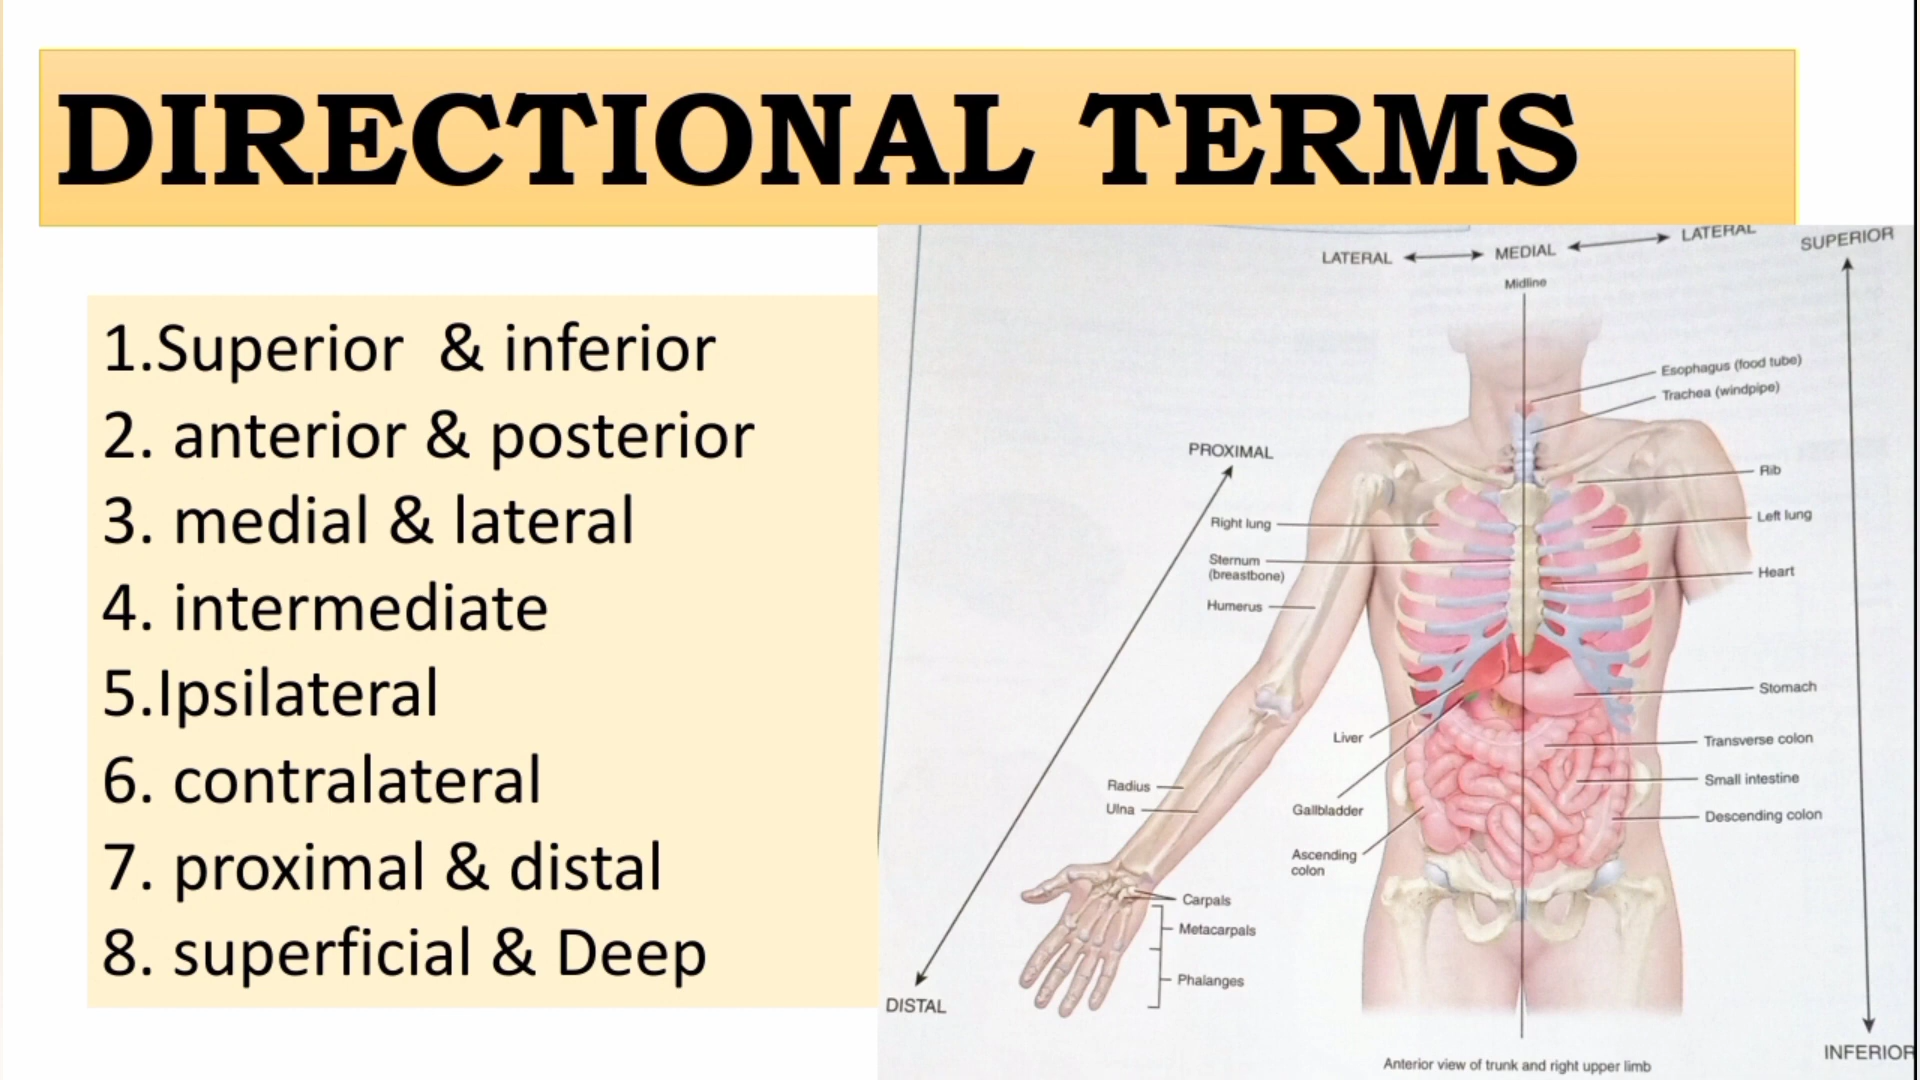 DIRECTIONAL TERMS
1.Superior & inferior
2. anterior & posterior
3. medial & lateral
4. intermediate
5.Ipsilateral
6. contralateral
7. proximal & distal
8. superficial & Deep
LATERAL
MEDIAL
LATERAL
SUPERIOR
Midline
Esophagus (food tube)
Trachea (windpipe)
PROXIMAL
Rib
Right lung
Left lung
Sternum
(breastbone)
Heart
Humerus
Stomach
Liver
Transverse colon
Small intestine
Radius
Ulna
Gallbladder
Descending colon
Ascending
colon
Carpals
Metacarpals
Phalanges
DISTAL
INFERIOR
Anterior view of trunk and right upper limb